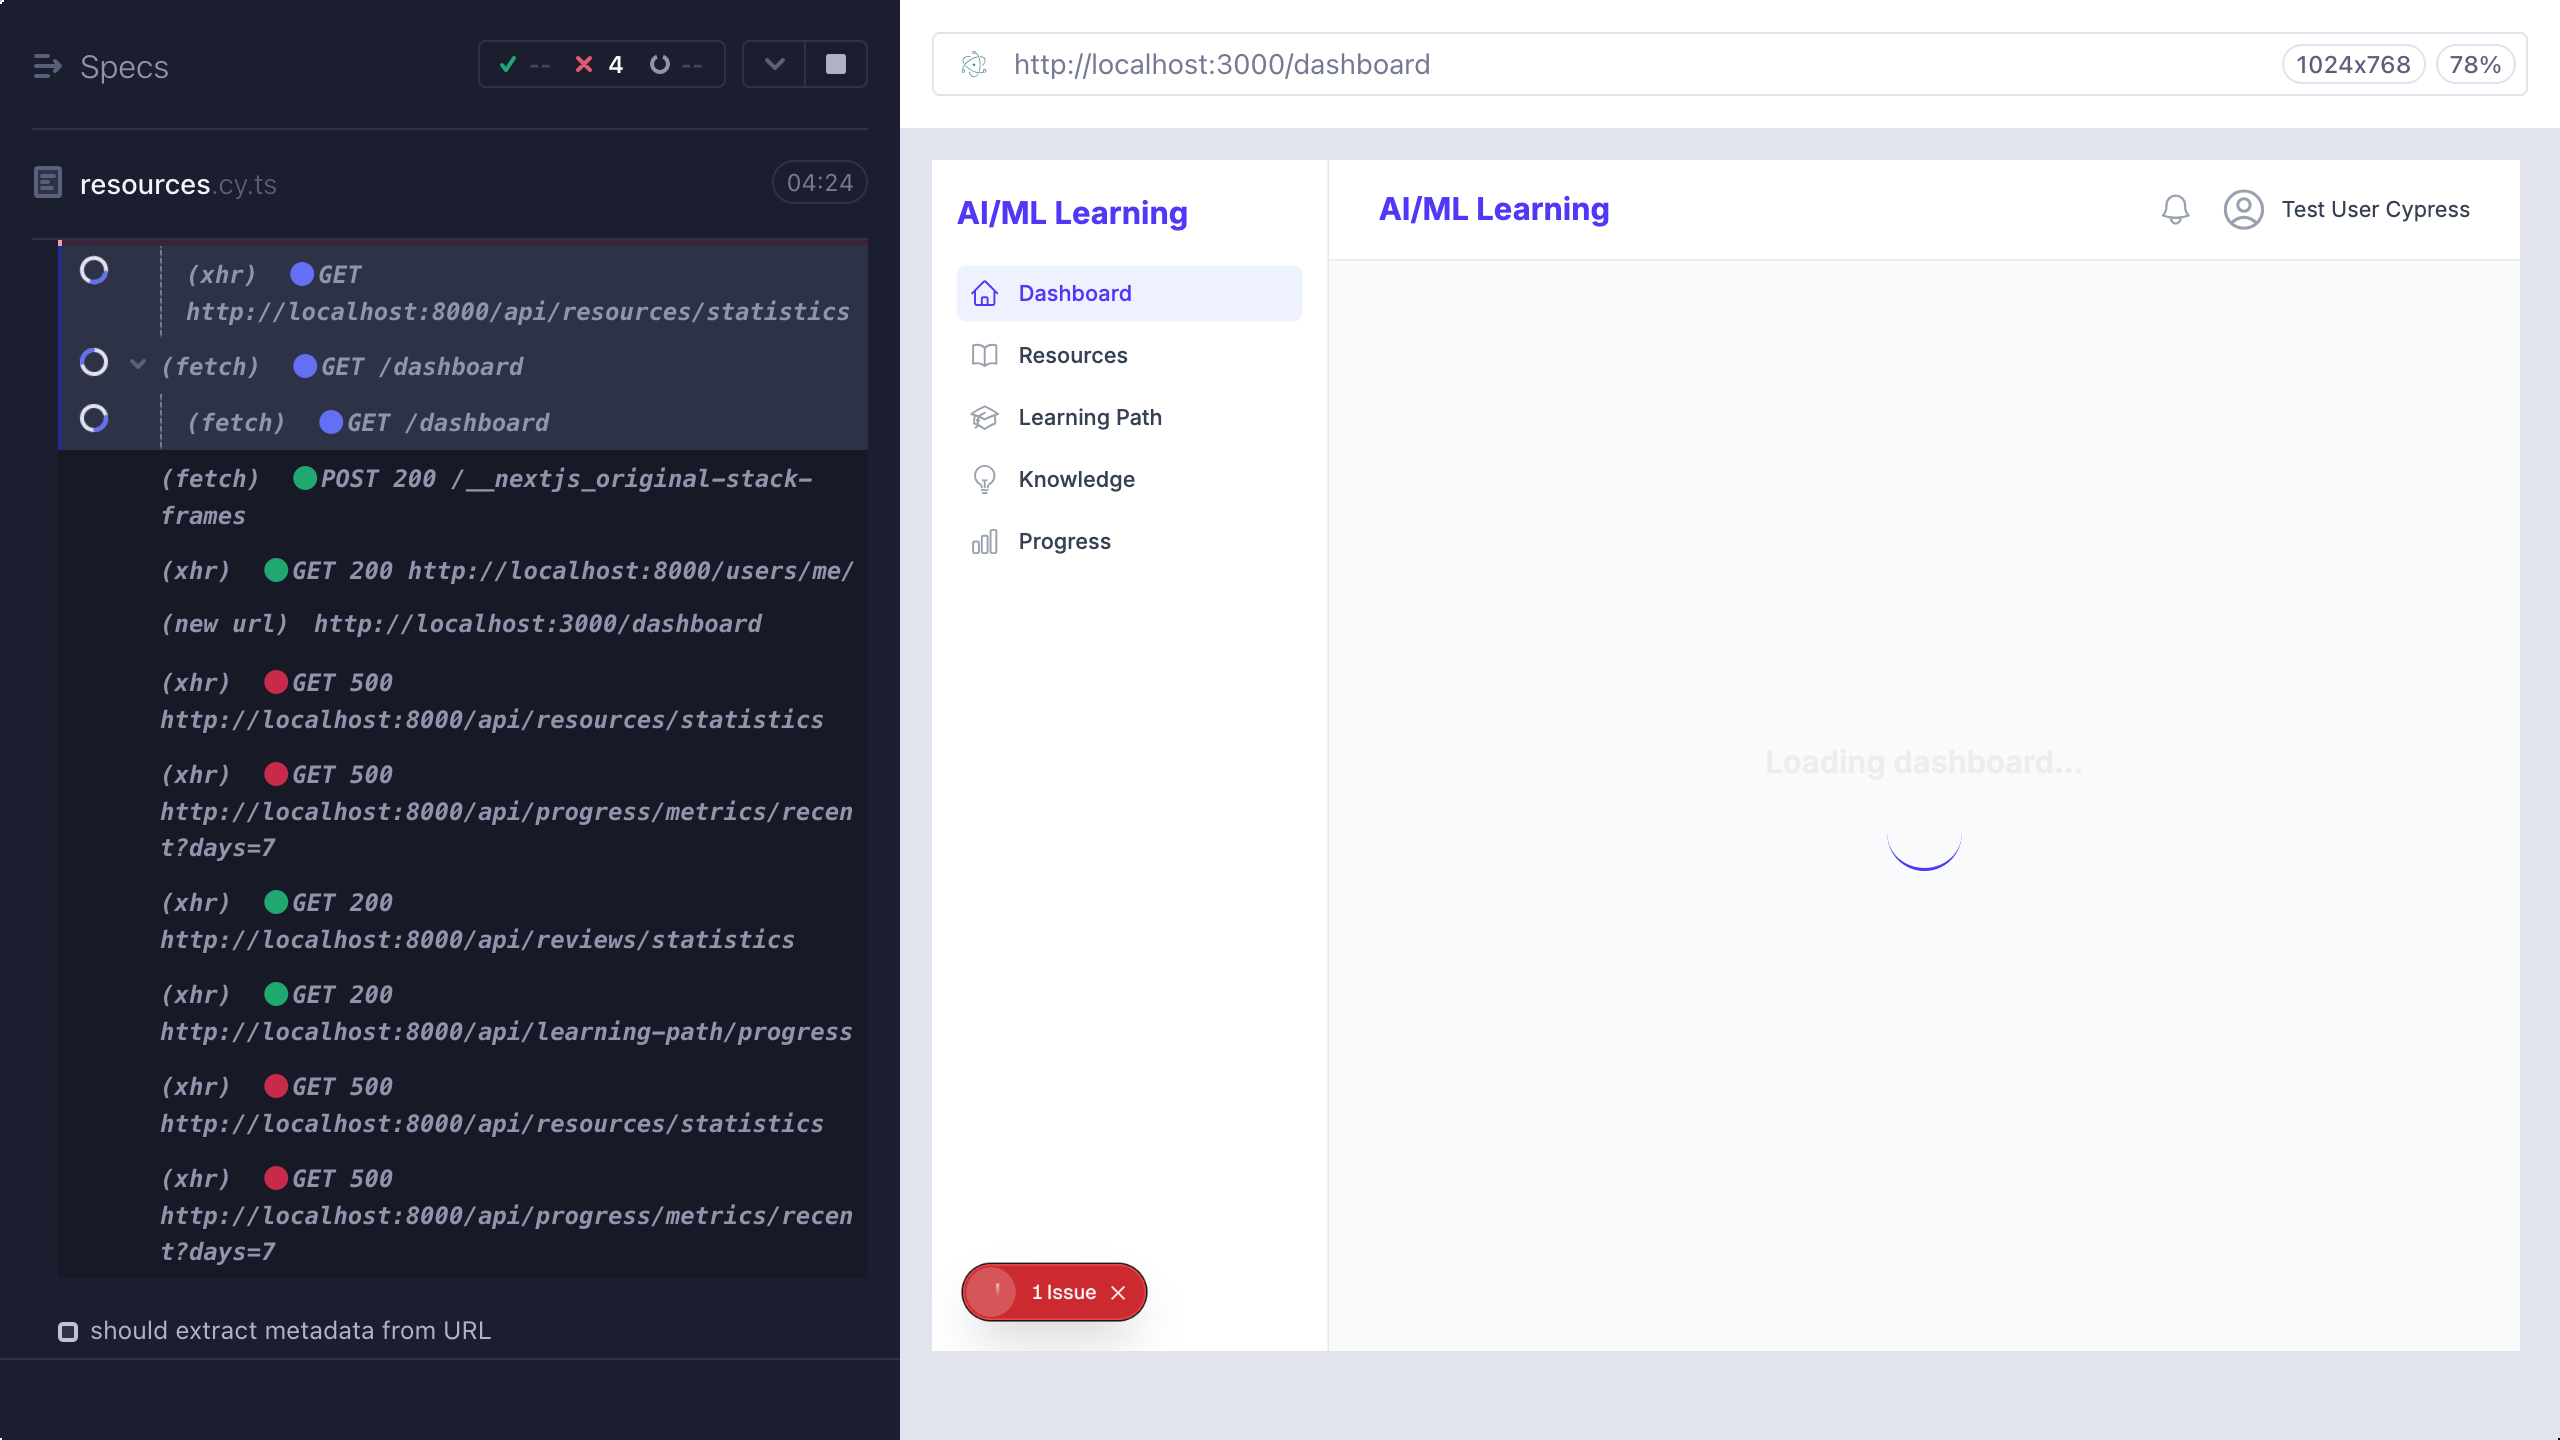 Specs
-- 4 --
resources.cy.ts
04:24
(xhr) GET
http://localhost:8000/api/resources/statistics
(fetch) GET /dashboard
(fetch) GET /dashboard
(fetch) POST 200 /__nextjs_original-stack-
frames
(xhr) GET 200 http://localhost:8000/users/me/
(new url) http://localhost:3000/dashboard
(xhr) GET 500
http://localhost:8000/api/resources/statistics
(xhr) GET 500
http://localhost:8000/api/progress/metrics/recen
t?days=7
(xhr) GET 200
http://localhost:8000/api/reviews/statistics
(xhr) GET 200
http://localhost:8000/api/learning-path/progress
(xhr) GET 500
http://localhost:8000/api/resources/statistics
(xhr) GET 500
http://localhost:8000/api/progress/metrics/recen
t?days=7
should extract metadata from URL
http://localhost:3000/dashboard
1024x768
78%
AI/ML Learning
Dashboard
Resources
Learning Path
Knowledge
Progress
1 Issue
AI/ML Learning
Test User Cypress
Loading dashboard...